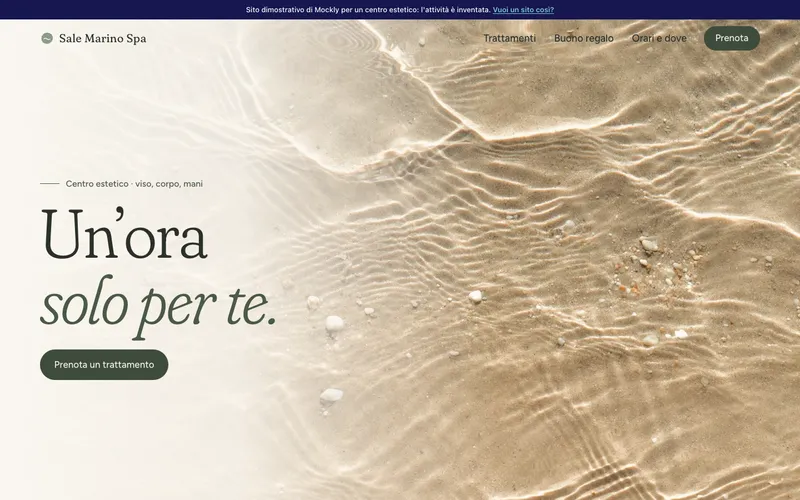 Sito dimostrativo di Mockly per un centro estetico: l'attività è inventata. Vuoi un sito così?
Sale Marino Spa
Trattamenti
Buono regalo
Orari e dove
Prenota
Centro estetico · viso, corpo, mani
Un’ora
solo per te.
Prenota un trattamento